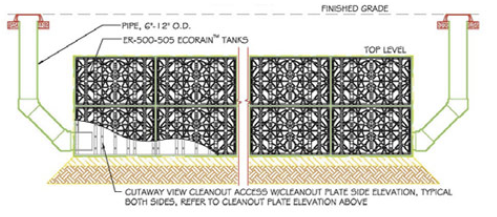 FINISHED GRADE
PIPE, 6"-12" O.D.
ER-500-505 ECORAIN™ TANKS
TOP LEVEL
CUTAWAY VIEW CLEANOUT ACCESS W/CLEANOUT PLATE SIDE ELEVATION, TYPICAL
BOTH SIDES, REFER TO CLEANOUT PLATE ELEVATION ABOVE